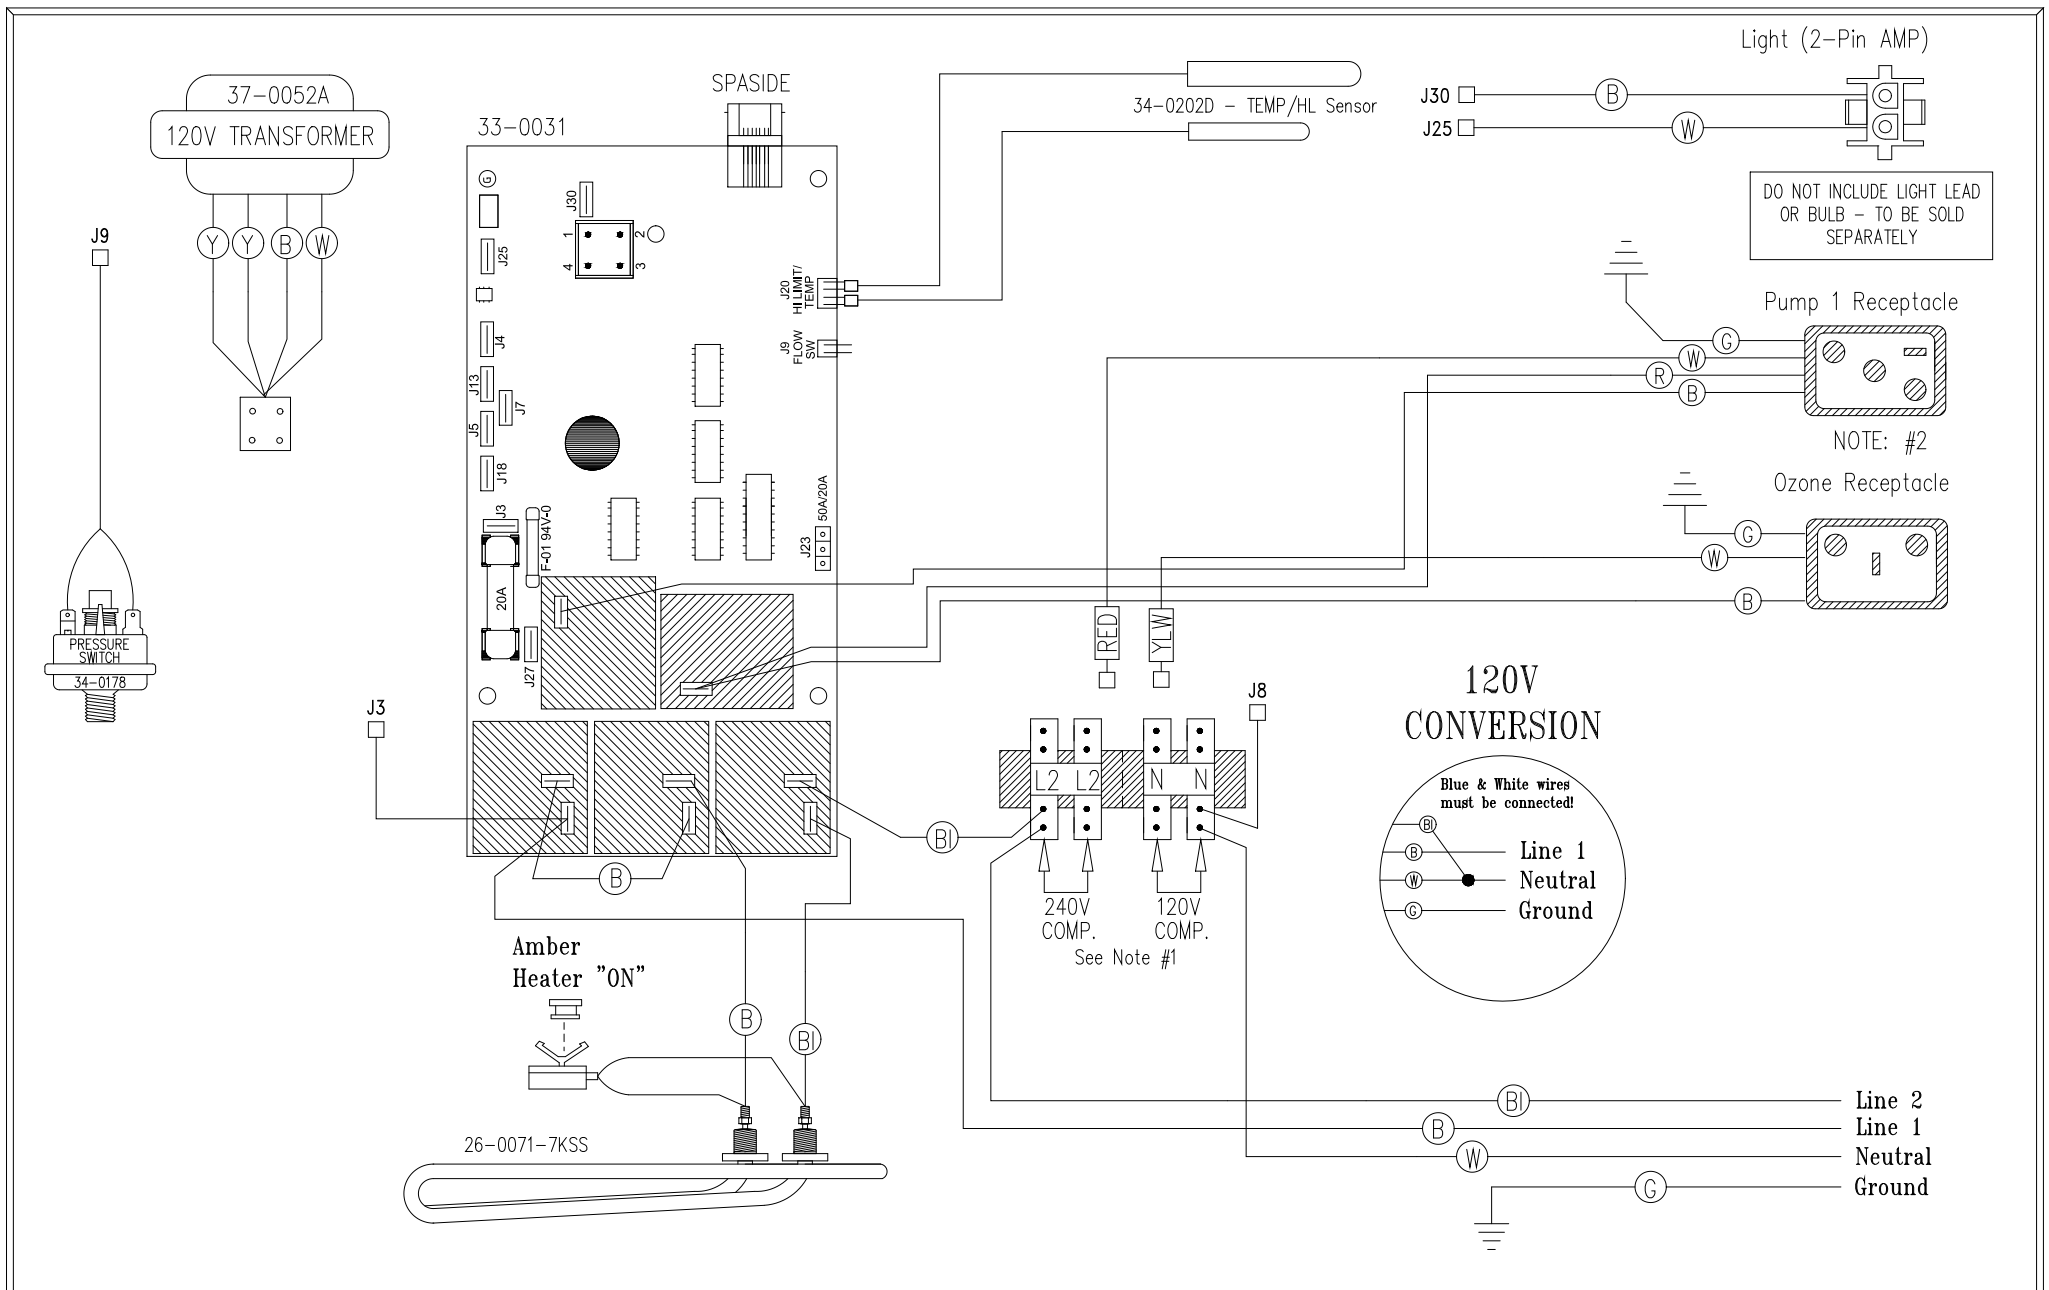 Light (2-Pin AMP)
37-0052A
120V TRANSFORMER
Y
Y
B
W
J9
PRESSURE
SWITCH
34-0178
SPASIDE
33-0031
34-0202D - TEMP/HL Sensor
J30
B
J25
W
DO NOT INCLUDE LIGHT LEAD
OR BULB - TO BE SOLD
SEPARATELY
G
J30
1
2
4
3
J25
J20
HI LIMIT/
TEMP
J9
FLOW
SW
J4
J13
J7
J5
J18
J3
F-01 94V-0
20A
J27
J23
50A/20A
Pump 1 Receptacle
G
W
R
B
NOTE: #2
Ozone Receptacle
G
W
B
RED
YLW
J3
J8
L2
L2
N
N
BI
B
240V
COMP.
120V
COMP.
See Note #1
120V
CONVERSION
Blue & White wires
must be connected!
BI
B
Line 1
W
Neutral
G
Ground
Amber
Heater "ON"
B
BI
26-0071-7KSS
BI
Line 2
B
Line 1
W
Neutral
G
Ground